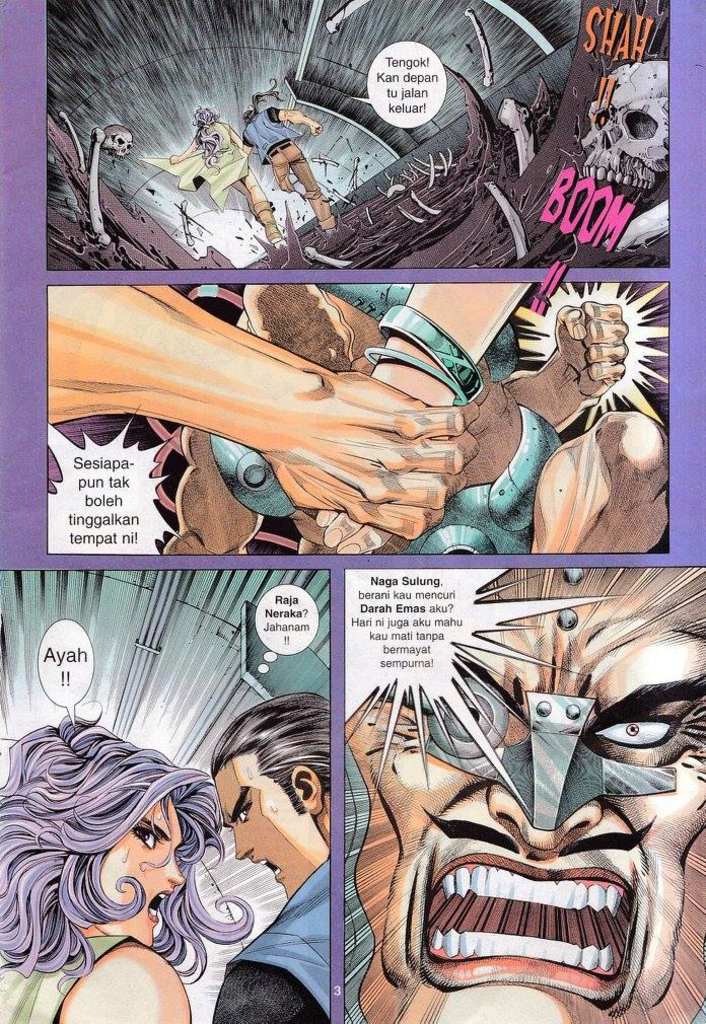 Tengok!
Kan depan
tu jalan
keluar!
SHAH
!!
BOOM
!!
Sesiapa-
pun tak
boleh
tinggalkan
tempat ni!
Ayah
!!
Raja
Neraka?
Jahanam
!!
Naga Sulung,
berani kau mencuri
Darah Emas aku?
Hari ni juga aku mahu
kau mati tanpa
bermayat
sempurna!
3